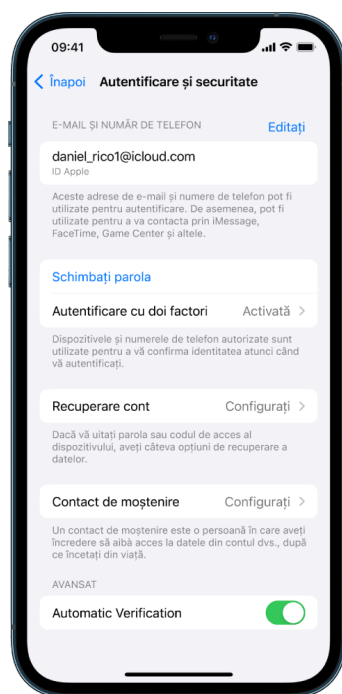 09:41
Înapoi Autentificare și securitate
E-MAIL ȘI NUMĂR DE TELEFON Editați
daniel_rico1@icloud.com
ID Apple
Aceste adrese de e-mail și numere de telefon pot fi
utilizate pentru autentificare. De asemenea, pot fi
utilizate pentru a va contacta prin iMessage,
FaceTime, Game Center și altele.
Schimbați parola
Autentificare cu doi factori Activată
Dispozitivele și numerele de telefon autorizate sunt
utilizate pentru a vă confirma identitatea atunci când
vă autentificați.
Recuperare cont Configurați
Dacă vă uitați parola sau codul de acces al
dispozitivului, aveți câteva opțiuni de recuperare a
datelor.
Contact de moștenire Configurați
Un contact de moștenire este o persoană în care aveți
încredere să aibă acces la datele din contul dvs., după
ce încetați din viață.
AVANSAT
Automatic Verification